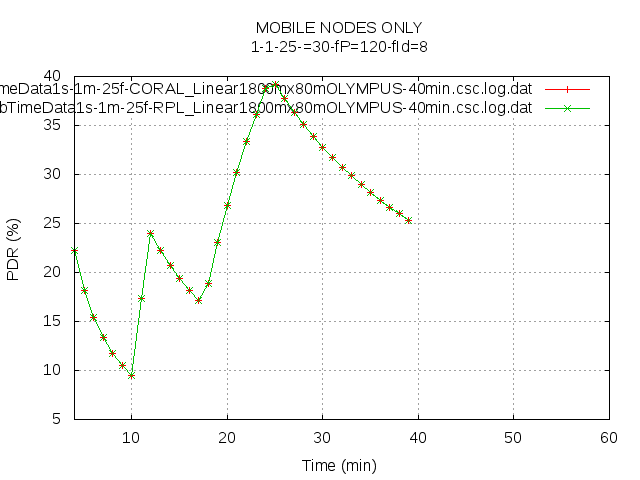 MOBILE NODES ONLY
1-1-25-=30-fP=120-fId=8
meData1s-1m-25f-CORAL_Linear1800mx80mOLYMPUS-40min.csc.log.dat
bTimeData1s-1m-25f-RPL_Linear1800mx80mOLYMPUS-40min.csc.log.dat
40
35
30
25
20
15
10
5
PDR (%)
10 20 30 40 50 60
Time (min)